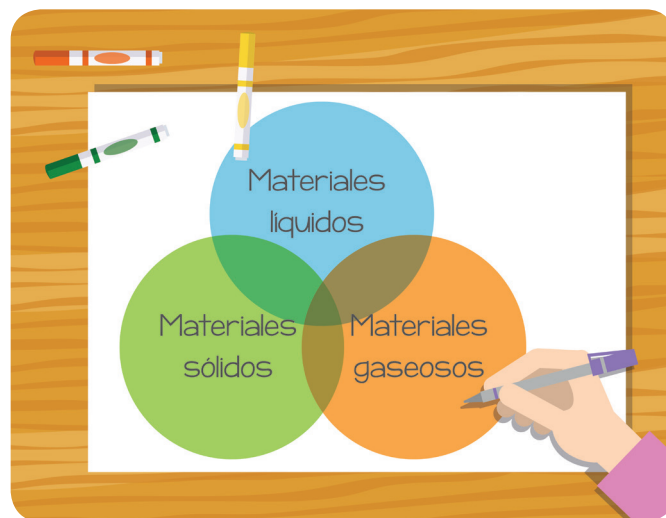 Materiales
líquidos
Materiales
sólidos
Materiales
gaseosos